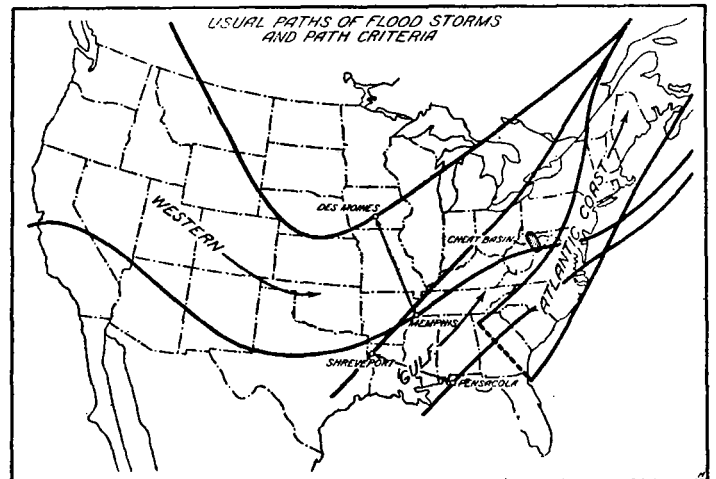 USUAL PATHS OF FLOOD STORMS
AND PATH CRITERIA
DES MOINES
WESTERN
CHEAT BASIN
ATLANTIC COAST
MEMPHIS
SHREVEPORT
GULF
PENSACOLA